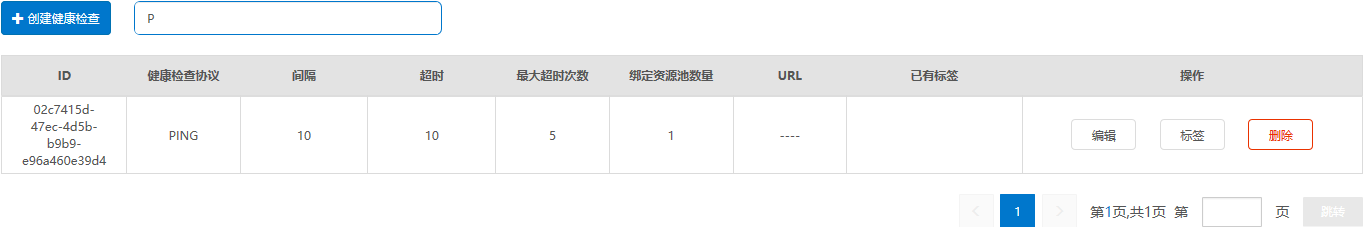 创建健康检查
P
ID 健康检查协议 间隔 超时 最大超时次数 绑定资源池数量 URL 已有标签 操作
02c7415d-
47ec-4d5b-
b9b9-
e96a460e39d4
PING 10 10 5 1 ---- 编辑 标签 删除
1 第1页,共1页 第 页 跳转